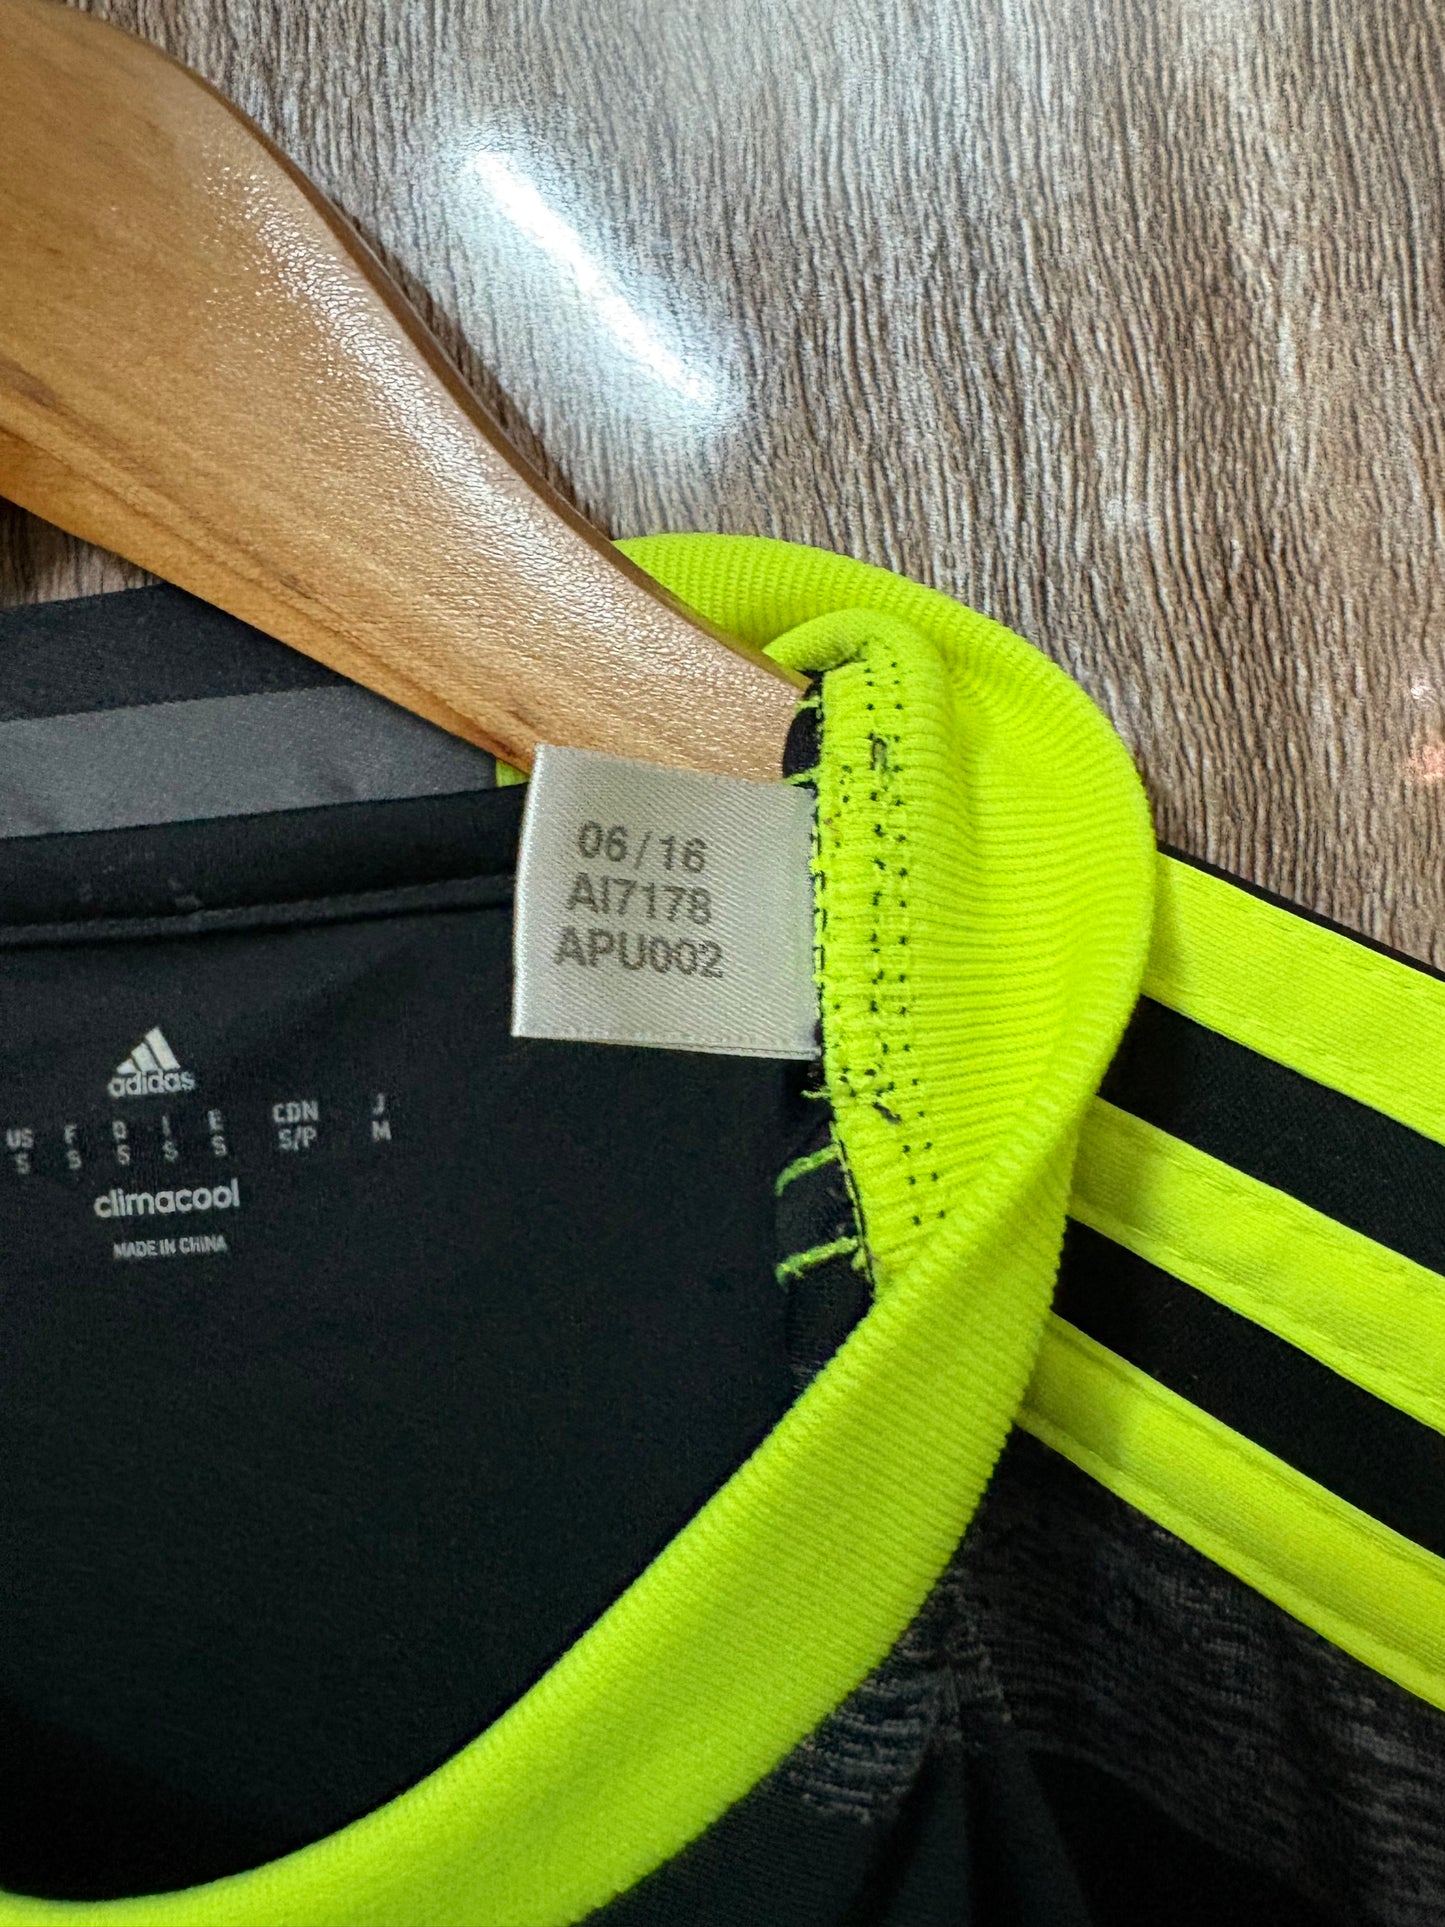 06/16
AI7178
APU002
adidas
US F D I E CDN J
S S S S S S/P M
climacool
MADE IN CHINA